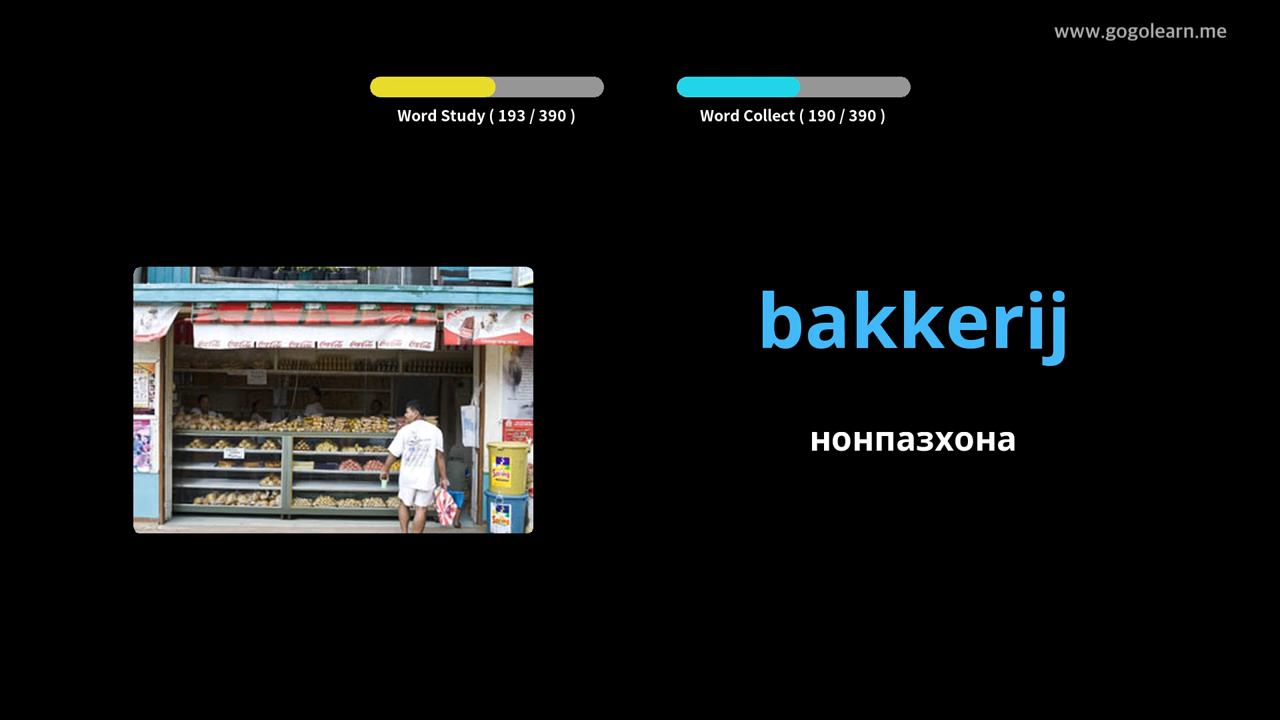 www.gogolearn.me
Word Study ( 193 / 390 )
Word Collect ( 190 / 390 )
bakkerij
нонпазхона